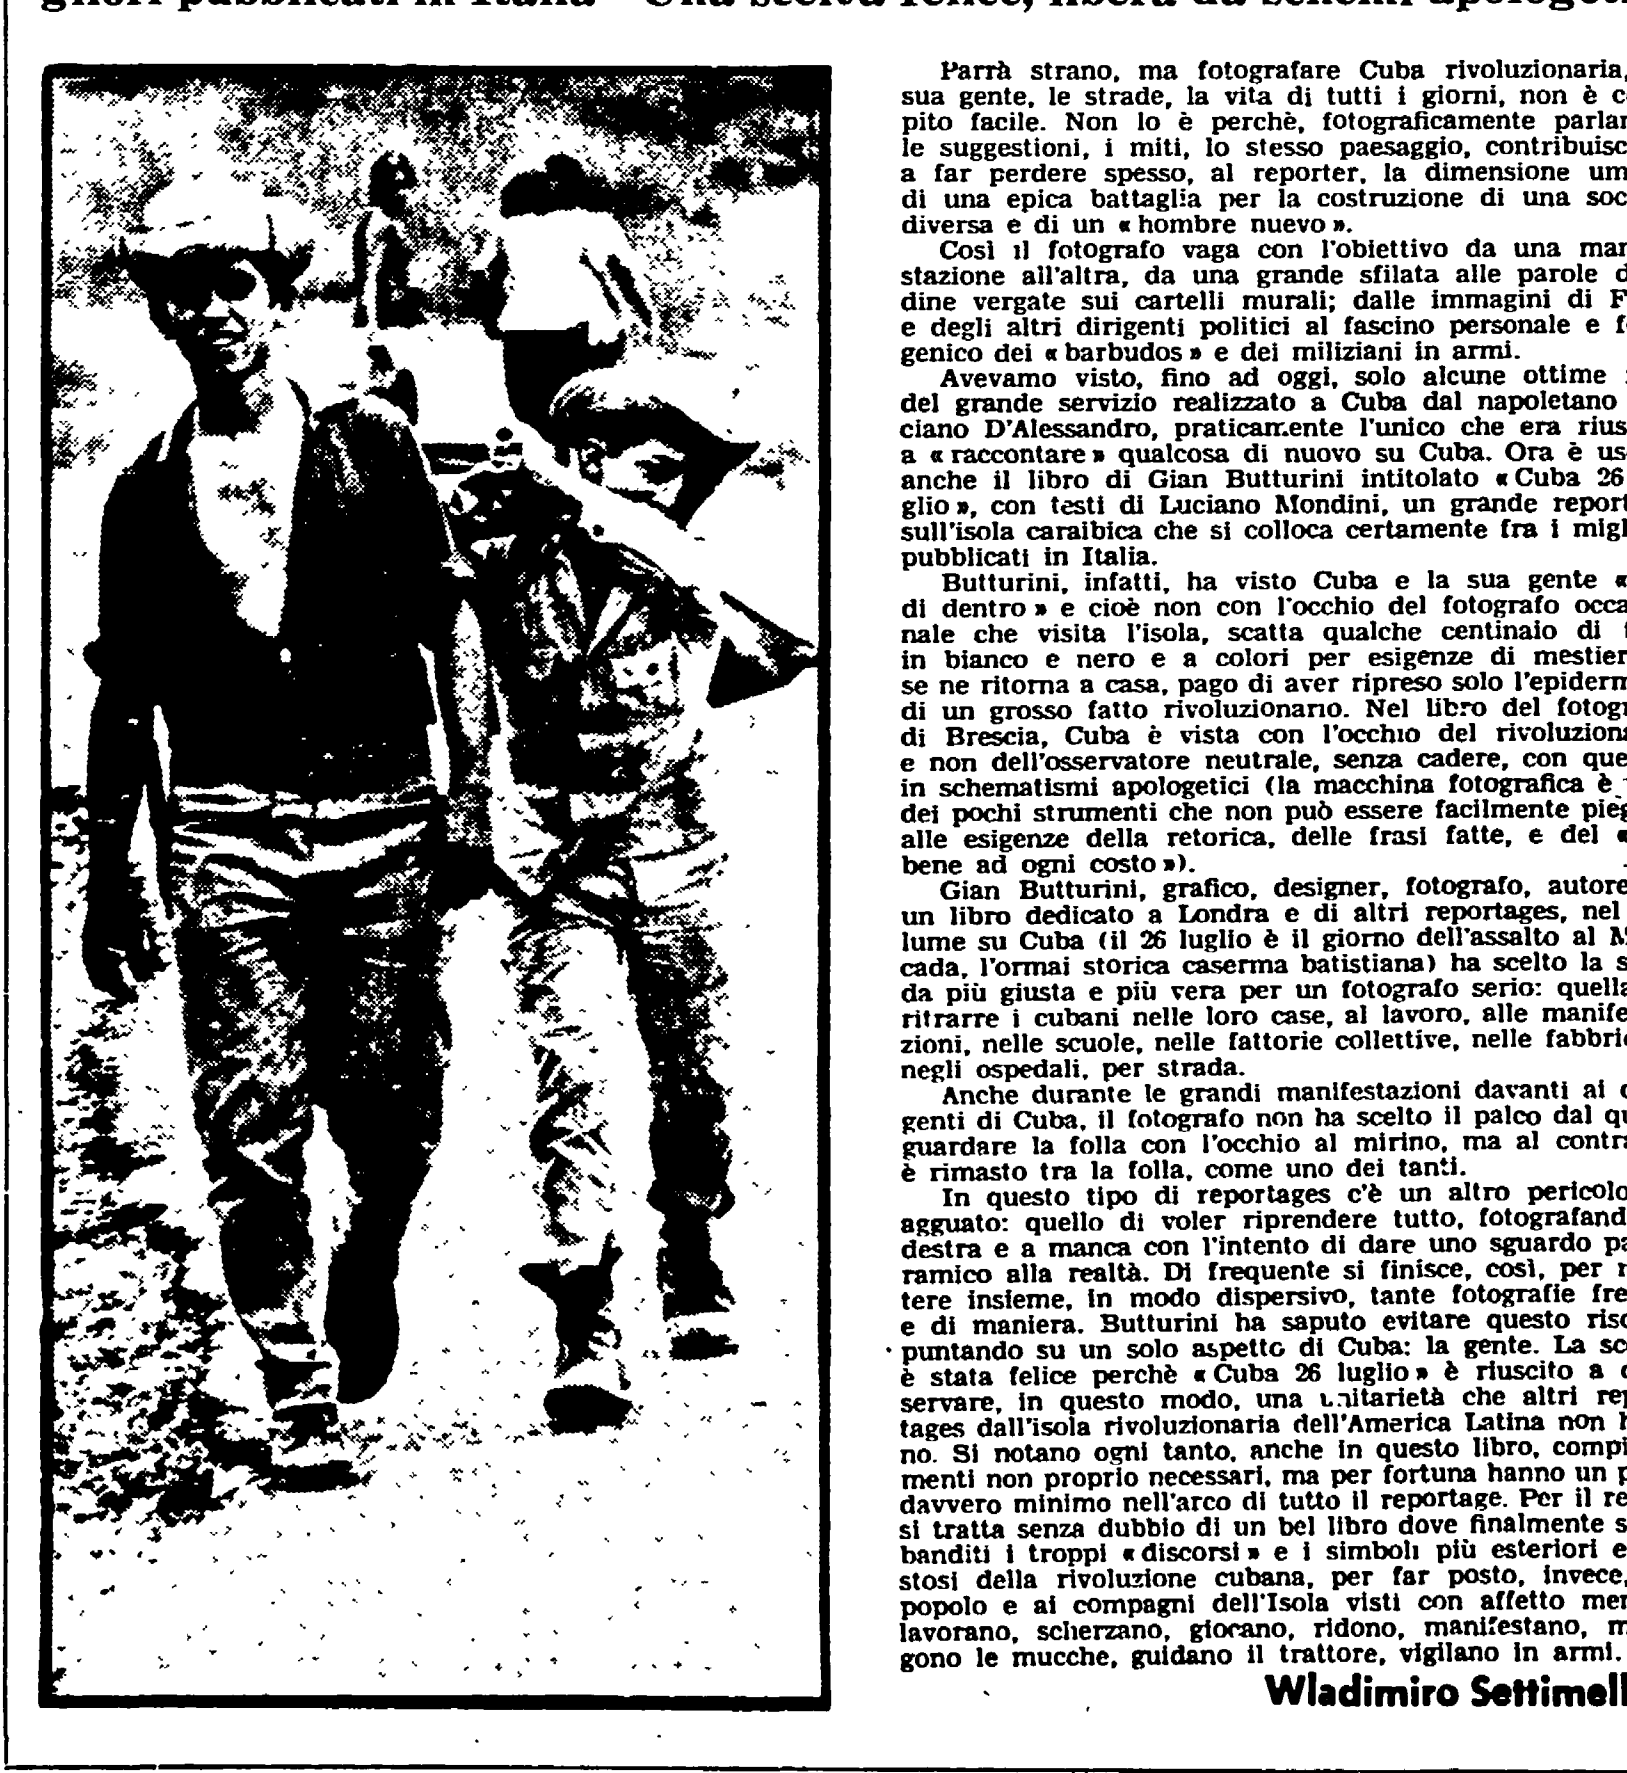 Parrà strano, ma fotografare Cuba rivoluzionaria,
sua gente, le strade, la vita di tutti i giorni, non è c
pito facile. Non lo è perchè, fotograficamente parlan
le suggestioni, i miti, lo stesso paesaggio, contribuisc
a far perdere spesso, al reporter, la dimensione um
di una epica battaglia per la costruzione di una soc
diversa e di un « hombre nuevo ».
Così il fotografo vaga con l'obiettivo da una man
stazione all'altra, da una grande sfilata alle parole d
dine vergate sui cartelli murali; dalle immagini di F
e degli altri dirigenti politici al fascino personale e f
genico dei « barbudos » e dei miliziani in armi.
Avevamo visto, fino ad oggi, solo alcune ottime
del grande servizio realizzato a Cuba dal napoletano
ciano D'Alessandro, praticamente l'unico che era rius
a « raccontare » qualcosa di nuovo su Cuba. Ora è us
anche il libro di Gian Butturini intitolato « Cuba 26
glio », con testi di Luciano Mondini, un grande report
sull'isola caraibica che si colloca certamente fra i migl
pubblicati in Italia.
Butturini, infatti, ha visto Cuba e la sua gente «
di dentro » e cioè non con l'occhio del fotografo occa
nale che visita l'isola, scatta qualche centinaio di f
in bianco e nero e a colori per esigenze di mestier
se ne ritorna a casa, pago di aver ripreso solo l'epiderm
di un grosso fatto rivoluzionario. Nel libro del fotogr
di Brescia, Cuba è vista con l'occhio del rivoluziona
e non dell'osservatore neutrale, senza cadere, con que
in schematismi apologetici (la macchina fotografica è
dei pochi strumenti che non può essere facilmente pieg
alle esigenze della retorica, delle frasi fatte, e del «
bene ad ogni costo »).
Gian Butturini, grafico, designer, fotografo, autore
un libro dedicato a Londra e di altri reportages, nel
lume su Cuba (il 26 luglio è il giorno dell'assalto al M
cada, l'ormai storica caserma batistiana) ha scelto la s
da più giusta e più vera per un fotografo serio: quella
ritrarre i cubani nelle loro case, al lavoro, alle manife
zioni, nelle scuole, nelle fattorie collettive, nelle fabbri
negli ospedali, per strada.
Anche durante le grandi manifestazioni davanti ai d
genti di Cuba, il fotografo non ha scelto il palco dal qu
guardare la folla con l'occhio al mirino, ma al contra
è rimasto tra la folla, come uno dei tanti.
In questo tipo di reportages c'è un altro pericolo
agguato: quello di voler riprendere tutto, fotografand
destra e a manca con l'intento di dare uno sguardo pa
ramico alla realtà. Di frequente si finisce, così, per m
tere insieme, in modo dispersivo, tante fotografie fre
e di maniera. Butturini ha saputo evitare questo risc
puntando su un solo aspetto di Cuba: la gente. La sc
è stata felice perchè « Cuba 26 luglio » è riuscito a c
servare, in questo modo, una unitarietà che altri rep
tages dall'isola rivoluzionaria dell'America Latina non h
no. Si notano ogni tanto, anche in questo libro, compi
menti non proprio necessari, ma per fortuna hanno un p
davvero minimo nell'arco di tutto il reportage. Per il re
si tratta senza dubbio di un bel libro dove finalmente s
banditi i troppi « discorsi » e i simboli più esteriori e
stosi della rivoluzione cubana, per far posto, invece,
popolo e ai compagni dell'Isola visti con affetto men
lavorano, scherzano, giocano, ridono, manifestano, m
gono le mucche, guidano il trattore, vigilano in armi.
Wladimiro Settimell